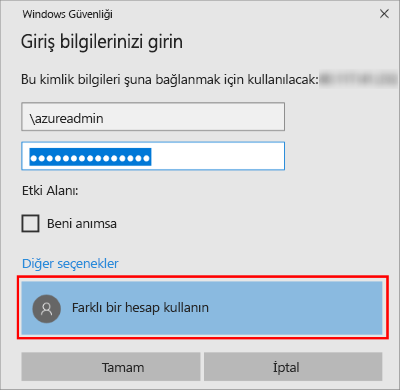 Windows Güvenliği
Giriş bilgilerinizi girin
Bu kimlik bilgileri şuna bağlanmak için kullanılacak:
\azureadmin
●●●●●●●●●●●●●●●
Etki Alanı:
Beni anımsa
Diğer seçenekler
Farklı bir hesap kullanın
Tamam
İptal